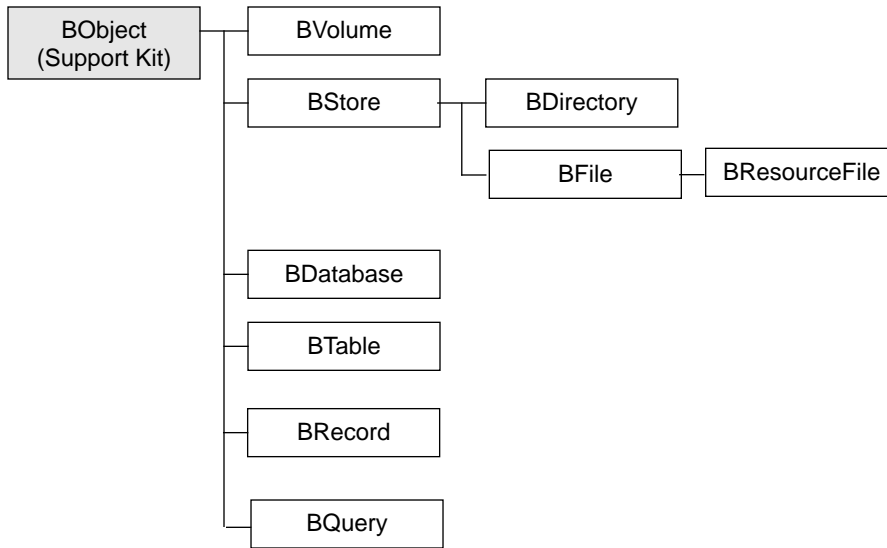 BObject
(Support Kit)
BVolume
BStore
BDirectory
BFile
BResourceFile
BDatabase
BTable
BRecord
BQuery